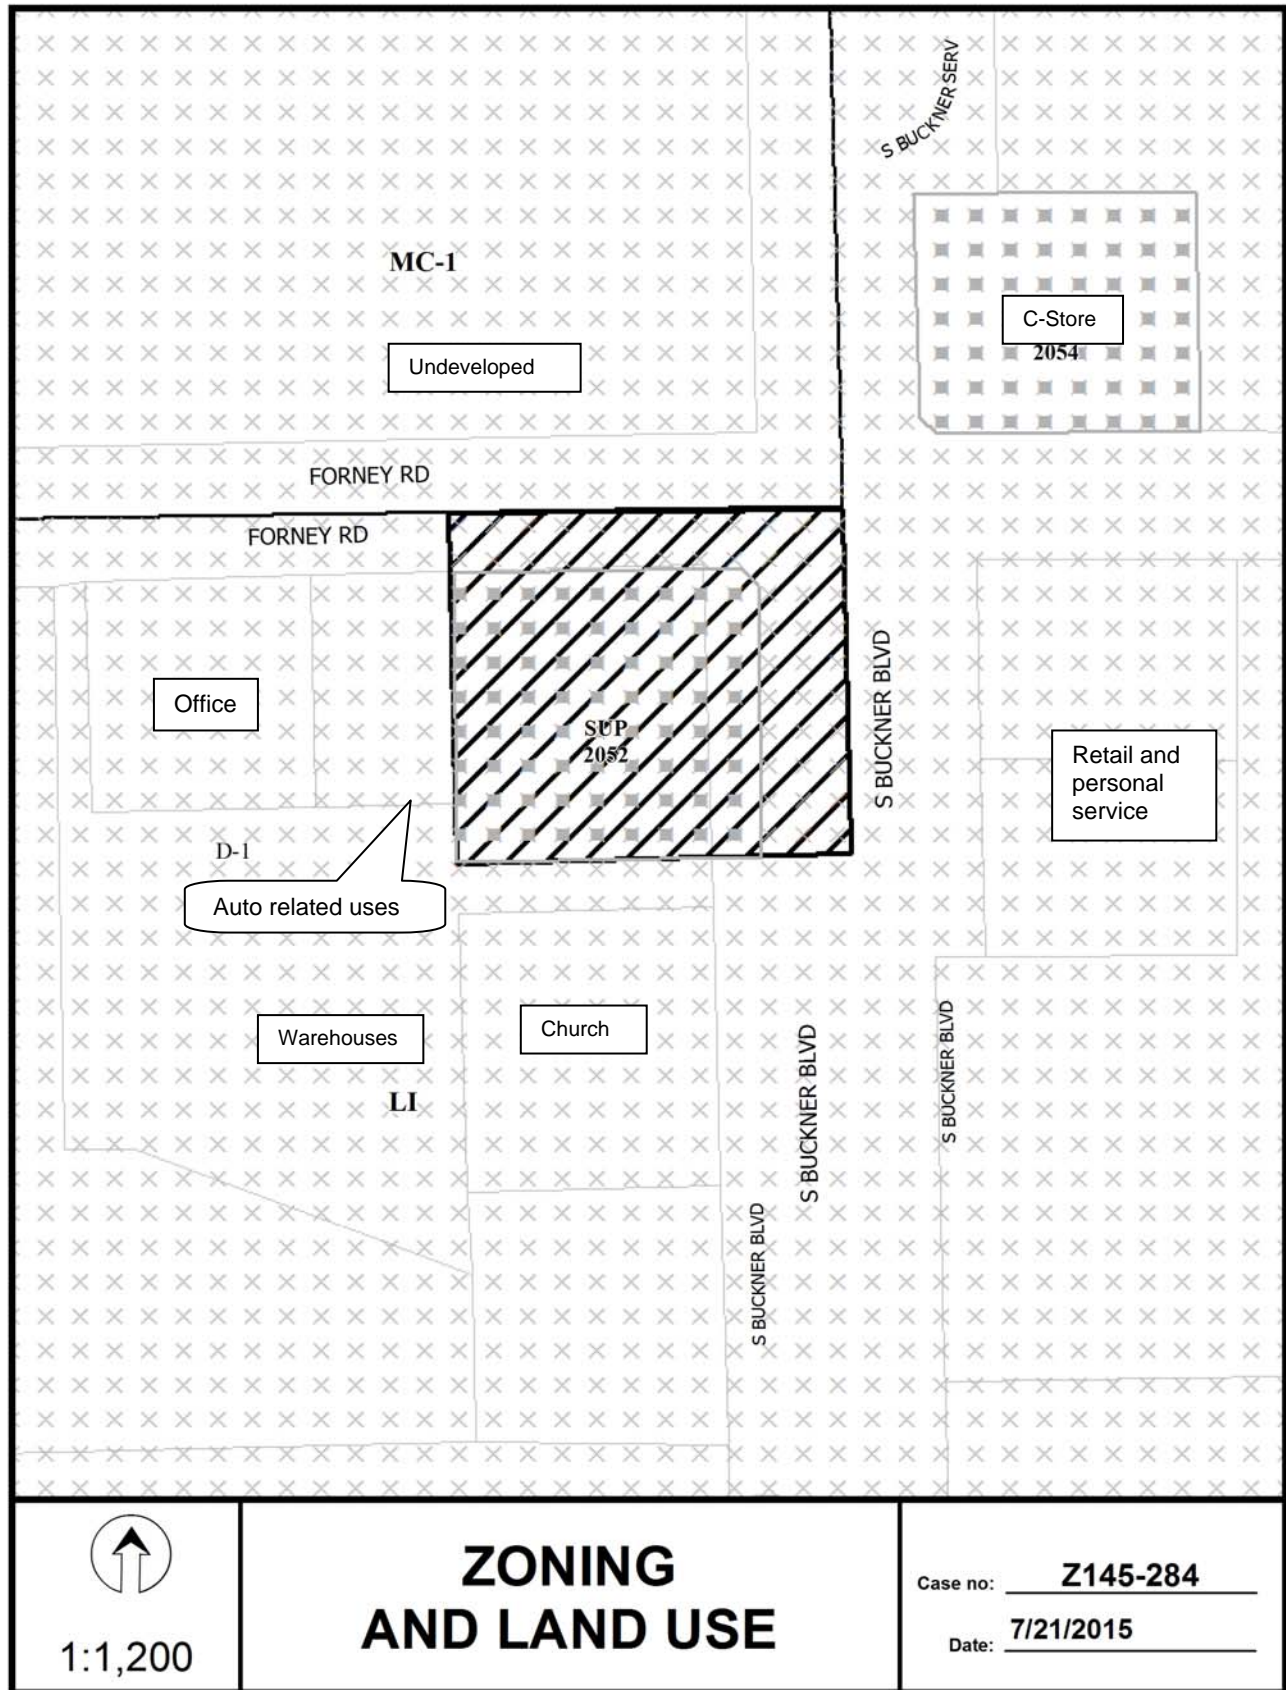 S BUCKNER SERV
MC-1
C-Store
2054
Undeveloped
FORNEY RD
FORNEY RD
S BUCKNER BLVD
Office
SUP
2052
Retail and
personal
service
D-1
Auto related uses
Warehouses
Church
LI
S BUCKNER BLVD
S BUCKNER BLVD
S BUCKNER BLVD
1:1,200
ZONING
AND LAND USE
Case no: Z145-284
Date: 7/21/2015